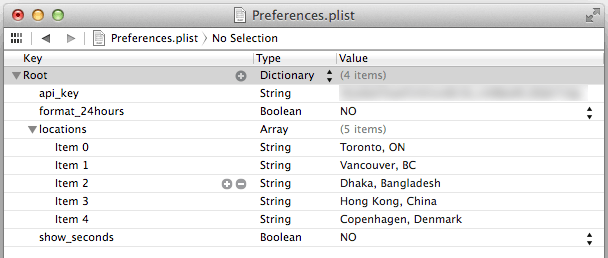 Preferences.plist
Preferences.plist No Selection
Key Type Value
Root Dictionary (4 items)
api_key String
format_24hours Boolean NO
locations Array (5 items)
Item 0 String Toronto, ON
Item 1 String Vancouver, BC
Item 2 String Dhaka, Bangladesh
Item 3 String Hong Kong, China
Item 4 String Copenhagen, Denmark
show_seconds Boolean NO